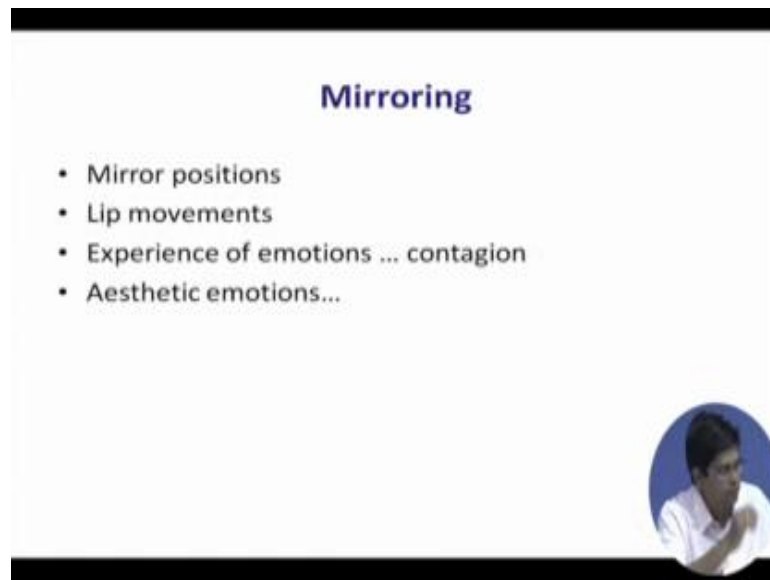 Mirroring
• Mirror positions
• Lip movements
• Experience of emotions ... contagion
• Aesthetic emotions...